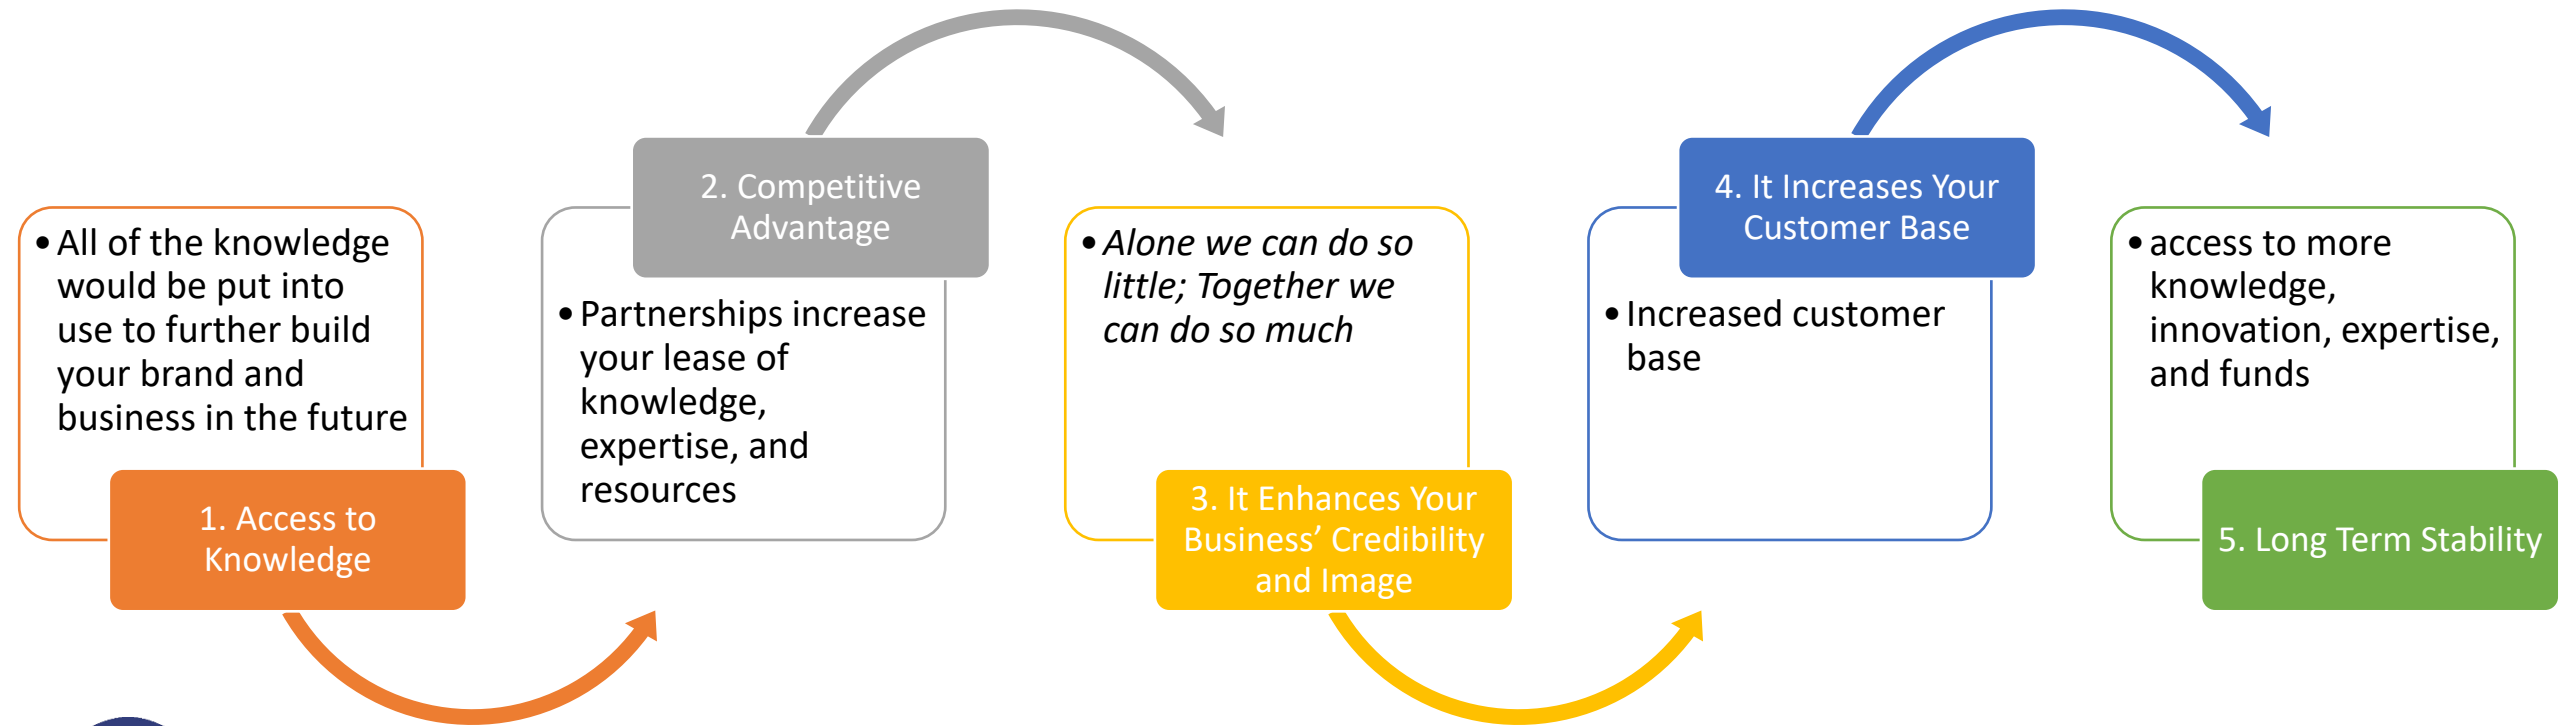 • All of the knowledge
would be put into
use to further build
your brand and
business in the future
1. Access to
Knowledge
2. Competitive
Advantage
• Partnerships increase
your lease of
knowledge,
expertise, and
resources
• Alone we can do so
little; Together we
can do so much
3. It Enhances Your
Business’ Credibility
and Image
4. It Increases Your
Customer Base
• Increased customer
base
• access to more
knowledge,
innovation, expertise,
and funds
5. Long Term Stability